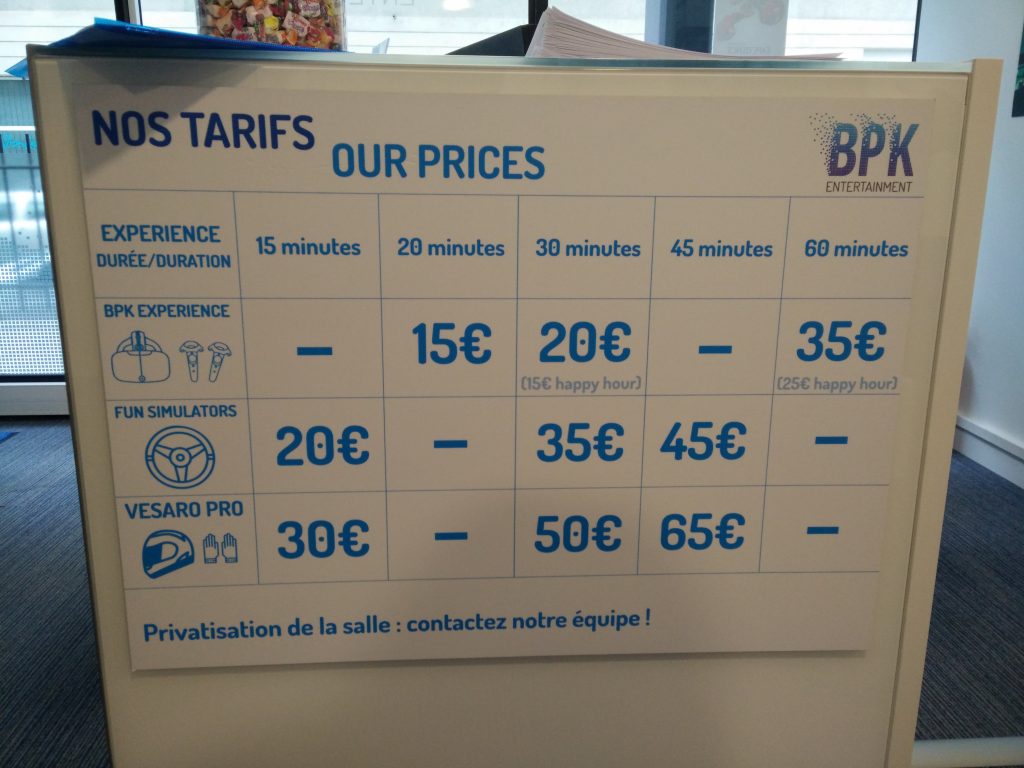 NOS TARIFS
OUR PRICES
BPK
ENTERTAINMENT
EXPERIENCE
DURÉE/DURATION
15 minutes
20 minutes
30 minutes
45 minutes
60 minutes
BPK EXPERIENCE
–
15€
20€
(15€ happy hour)
–
35€
(25€ happy hour)
FUN SIMULATORS
20€
–
35€
45€
–
VESARO PRO
30€
–
50€
65€
–
Privatisation de la salle : contactez notre équipe !